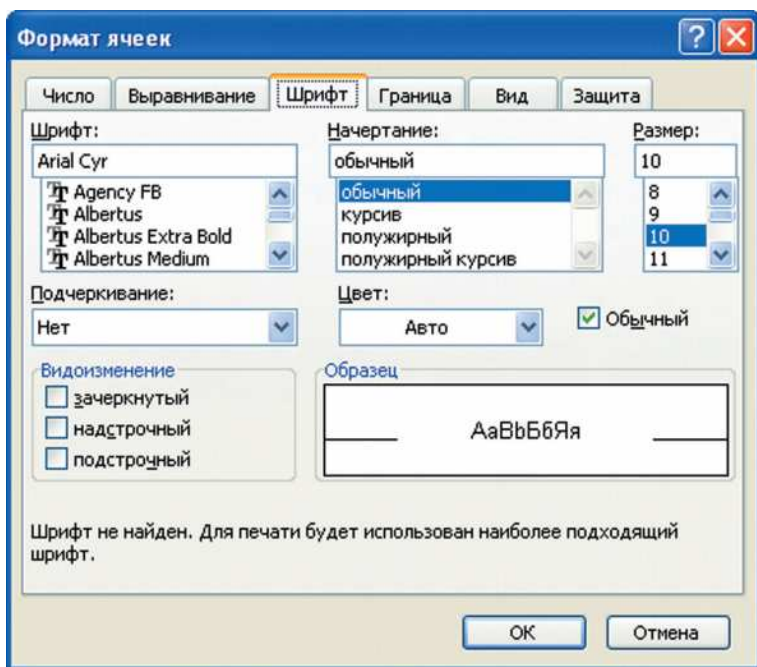 Формат ячеек
Число Выравнивание Шрифт Граница Вид Защита
Шрифт: Начертание: Размер:
Arial Cyr обычный 10
Agency FB обычный 8
Albertus курсив 9
Albertus Extra Bold полужирный 10
Albertus Medium полужирный курсив 11
Подчеркивание: Цвет:
Нет Авто Обычный
Видоизменение Образец
зачеркнутый
надстрочный АаВbБбЯя
подстрочный
Шрифт не найден. Для печати будет использован наиболее подходящий
шрифт.
ОК Отмена